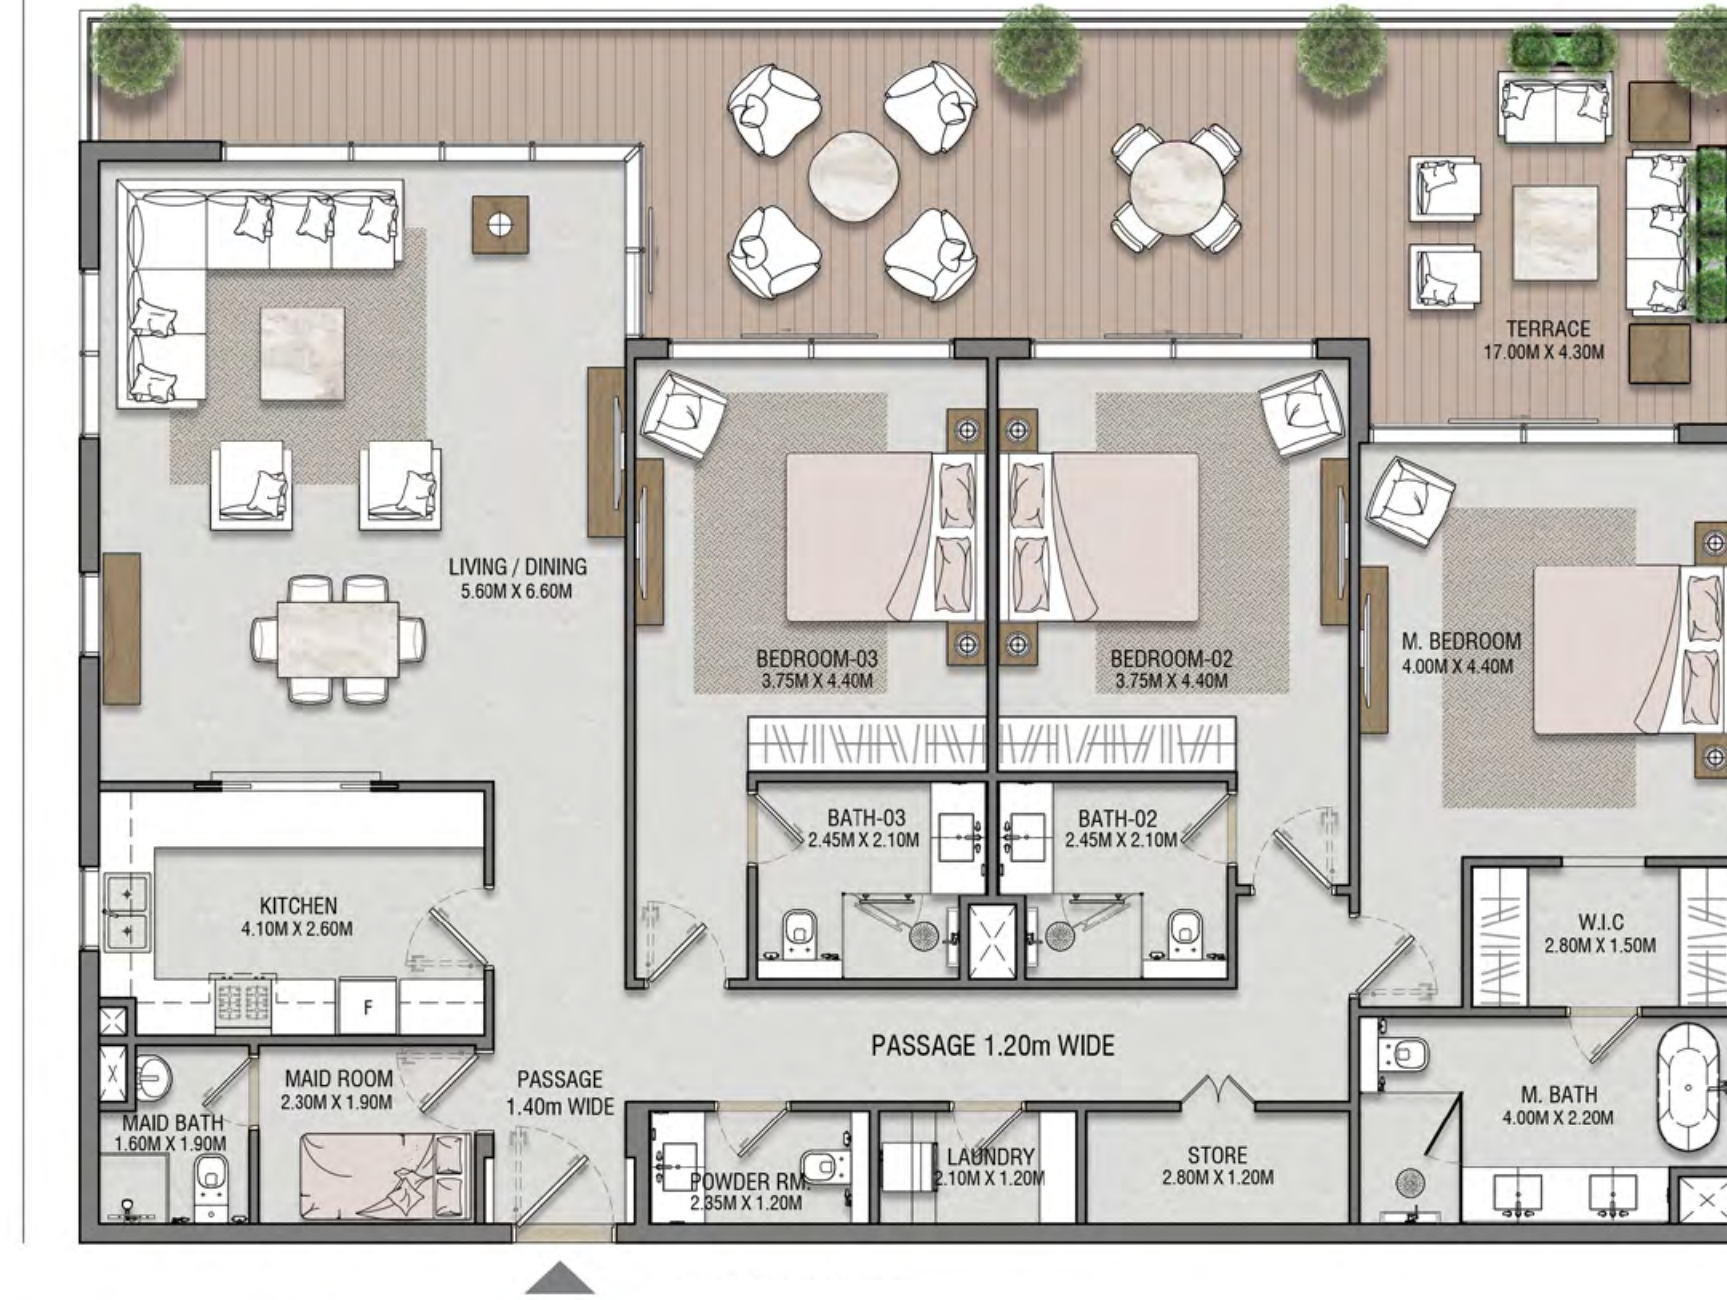 TERRACE
17.00M X 4.30M
LIVING / DINING
5.60M X 6.60M
BEDROOM-03
3.75M X 4.40M
BEDROOM-02
3.75M X 4.40M
M. BEDROOM
4.00M X 4.40M
BATH-03
2.45M X 2.10M
BATH-02
2.45M X 2.10M
KITCHEN
4.10M X 2.60M
F
W.I.C
2.80M X 1.50M
PASSAGE 1.20m WIDE
MAID ROOM
2.30M X 1.90M
PASSAGE
1.40m WIDE
MAID BATH
1.60M X 1.90M
M. BATH
4.00M X 2.20M
POWDER RM.
2.35M X 1.20M
LAUNDRY
2.10M X 1.20M
STORE
2.80M X 1.20M